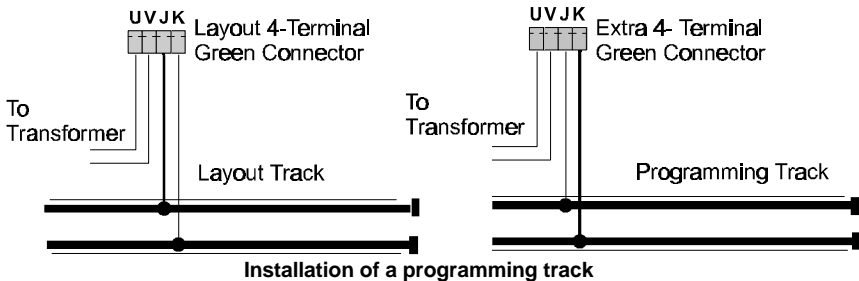 UVJK
Layout 4-Terminal
Green Connector
To
Transformer
Layout Track
UVJK
Extra 4- Terminal
Green Connector
To
Transformer
Programming Track
Installation of a programming track